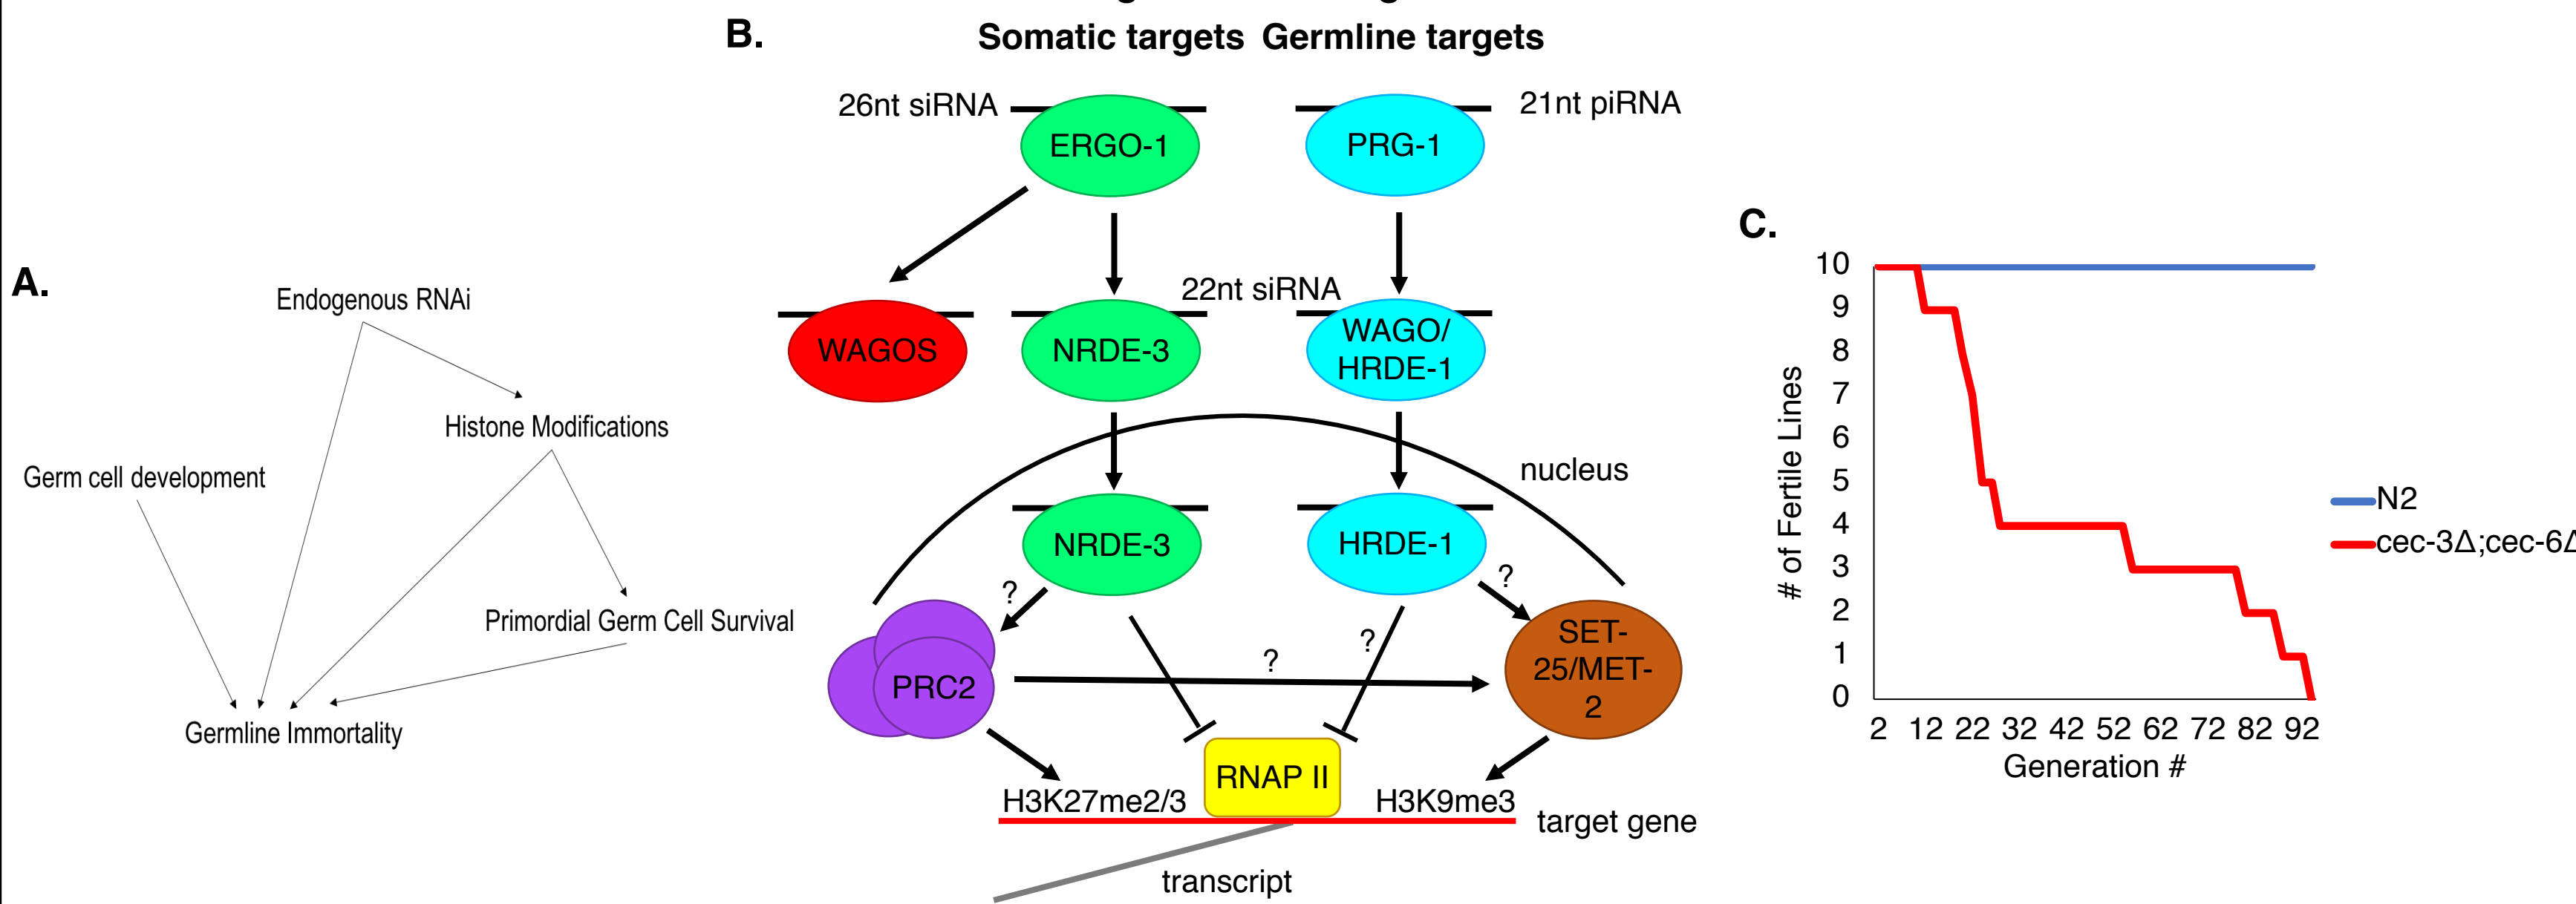 A.
Endogenous RNAi
Histone Modifications
Germ cell development
Primordial Germ Cell Survival
Germline Immortality
B.
Somatic targets Germline targets
26nt siRNA
21nt piRNA
ERGO-1
PRG-1
22nt siRNA
WAGOS
NRDE-3
WAGO/
HRDE-1
nucleus
NRDE-3
HRDE-1
?
?
?
?
PRC2
SET-
25/MET-
2
RNAP II
H3K27me2/3
H3K9me3
target gene
transcript
C.
10
9
8
7
6
5
4
3
2
1
0
# of Fertile Lines
2 12 22 32 42 52 62 72 82 92
Generation #
N2
cec-3Δ;cec-6Δ